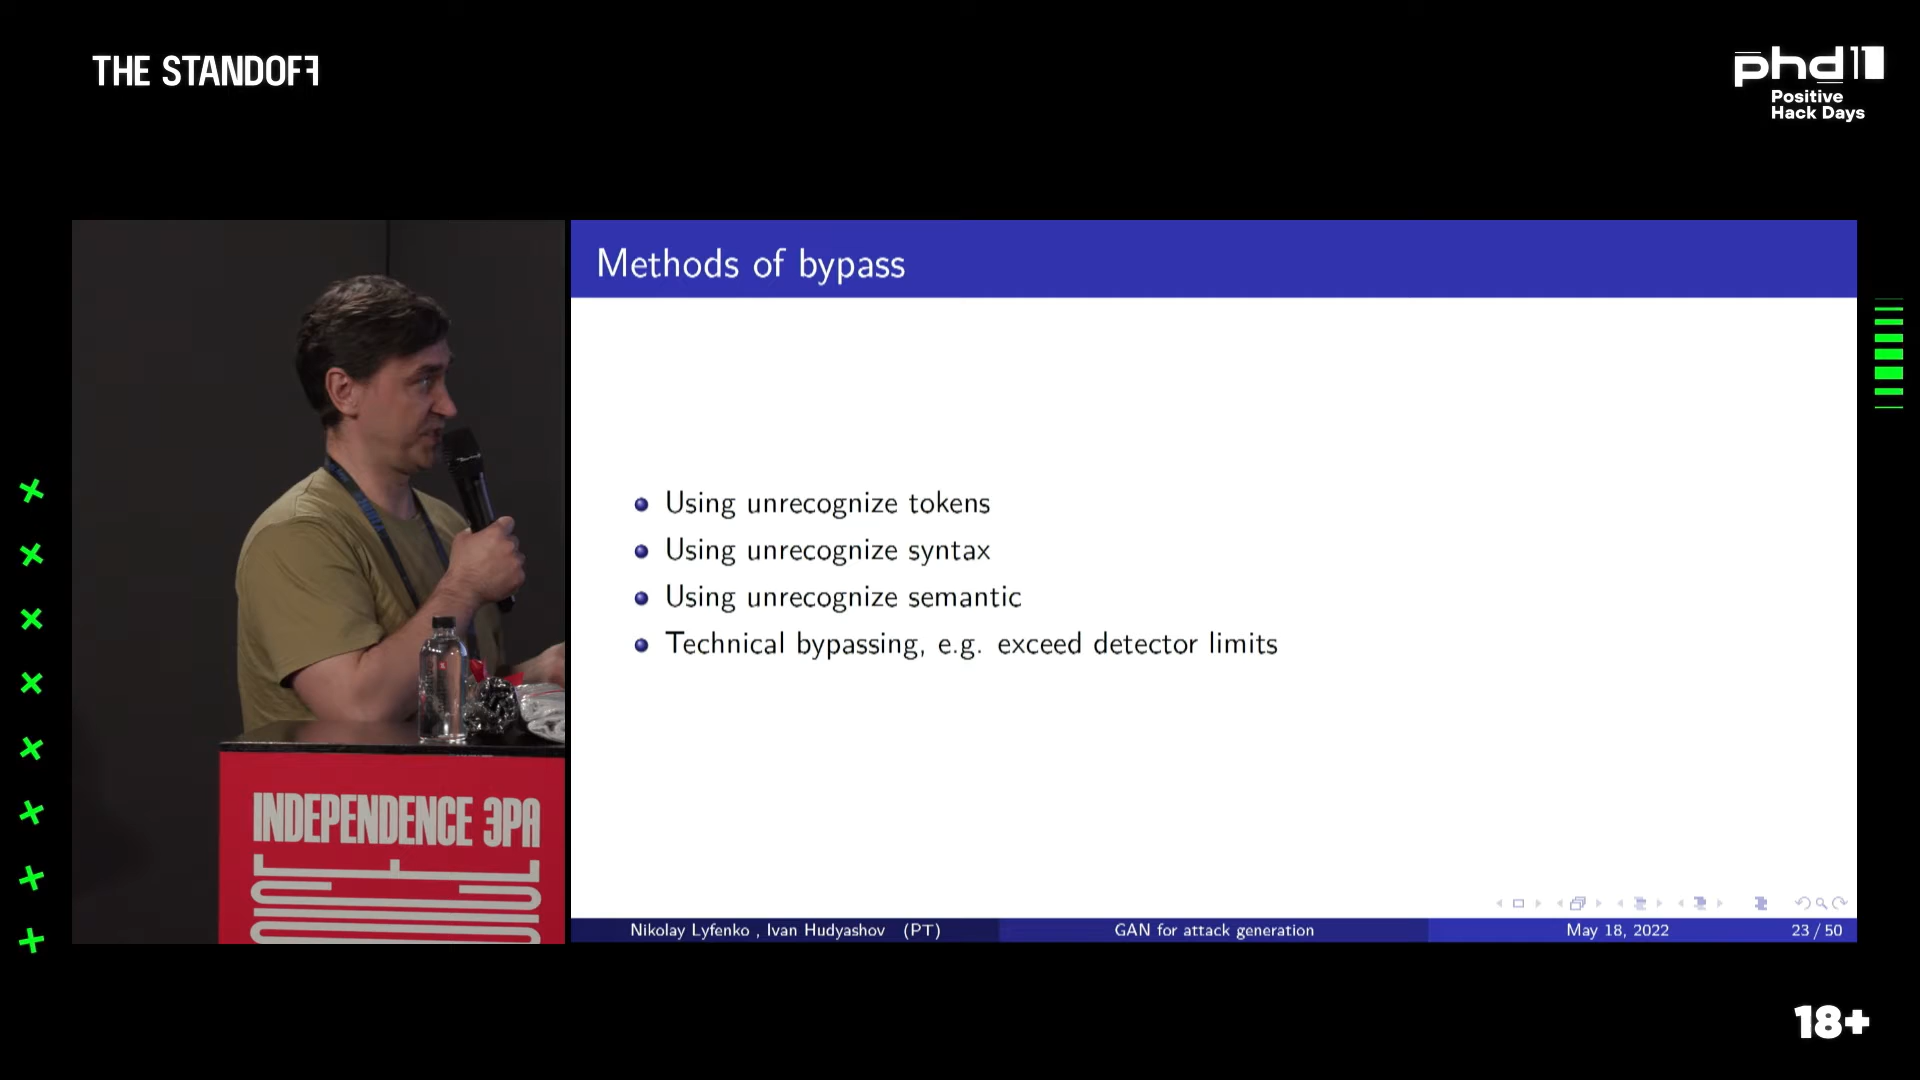 THE STANDOFF
phd11
Positive
Hack Days
Methods of bypass
Using unrecognize tokens
Using unrecognize syntax
Using unrecognize semantic
Technical bypassing, e.g. exceed detector limits
INDEPENDENCE ЭРА
Nikolay Lyfenko , Ivan Hudyashov (PT)
GAN for attack generation
May 18, 2022
23 / 50
18+